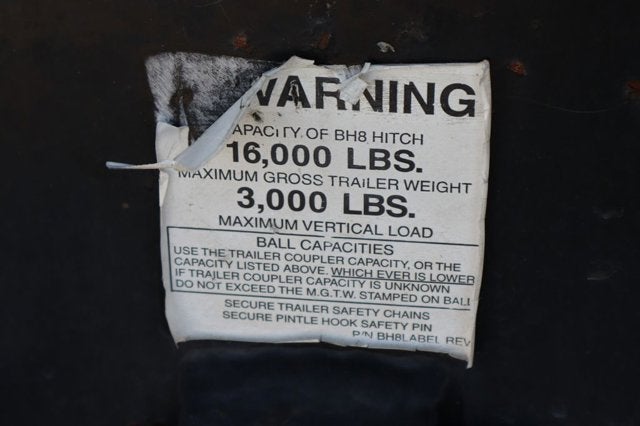 WARNING
CAPACITY OF BH8 HITCH
16,000 LBS.
MAXIMUM GROSS TRAILER WEIGHT
3,000 LBS.
MAXIMUM VERTICAL LOAD
BALL CAPACITIES
USE THE TRAILER COUPLER CAPACITY, OR THE
CAPACITY LISTED ABOVE. WHICH EVER IS LOWER
IF TRAILER COUPLER CAPACITY IS UNKNOWN
DO NOT EXCEED THE M.G.T.W. STAMPED ON BALL
SECURE TRAILER SAFETY CHAINS
SECURE PINTLE HOOK SAFETY PIN
P/N BH8LABEL REV